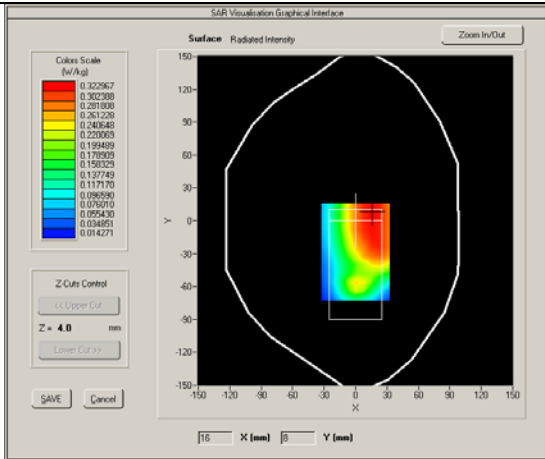 SAR Visualisation Graphical Interface
Surface Radiated Intensity
Zoom In/Out
Colors Scale
(W/kg)
0.322967
0.302388
0.281808
0.261228
0.240648
0.220069
0.199489
0.178909
0.158329
0.137749
0.117170
0.096590
0.076010
0.055430
0.034851
0.014271
150-
120-
90-
60-
30-
0-
-30-
-60-
-90-
-120-
-150-
Y
-150 -120 -90 -60 -30 0 30 60 90 120 150
X
Z-Cuts Control
<< Upper Cut
Z = 4.0 mm
Lower Cut >>
SAVE Cancel
16 X (mm) 8 Y (mm)